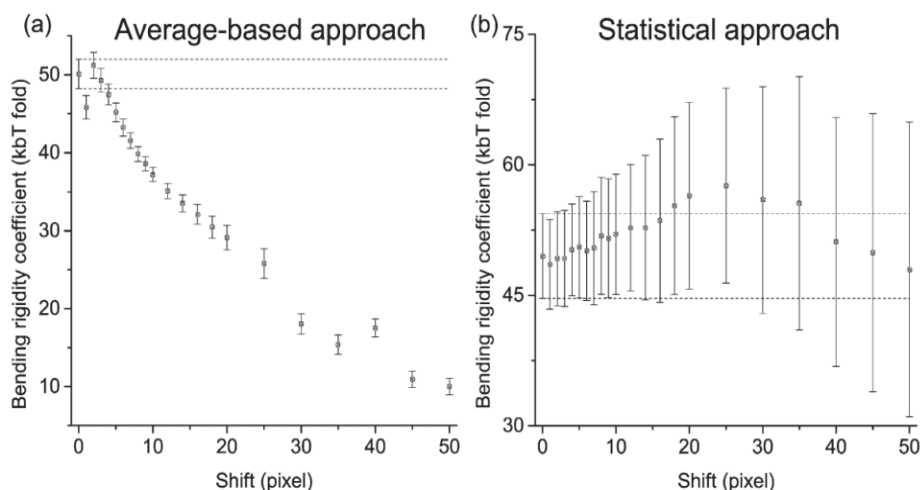 (a) Average-based approach
Bending rigidity coefficient (kbT fold)
50
40
30
20
10
0 10 20 30 40 50
Shift (pixel)
(b) Statistical approach
Bending rigidity coefficient (kbT fold)
75
60
45
30
0 10 20 30 40 50
Shift (pixel)